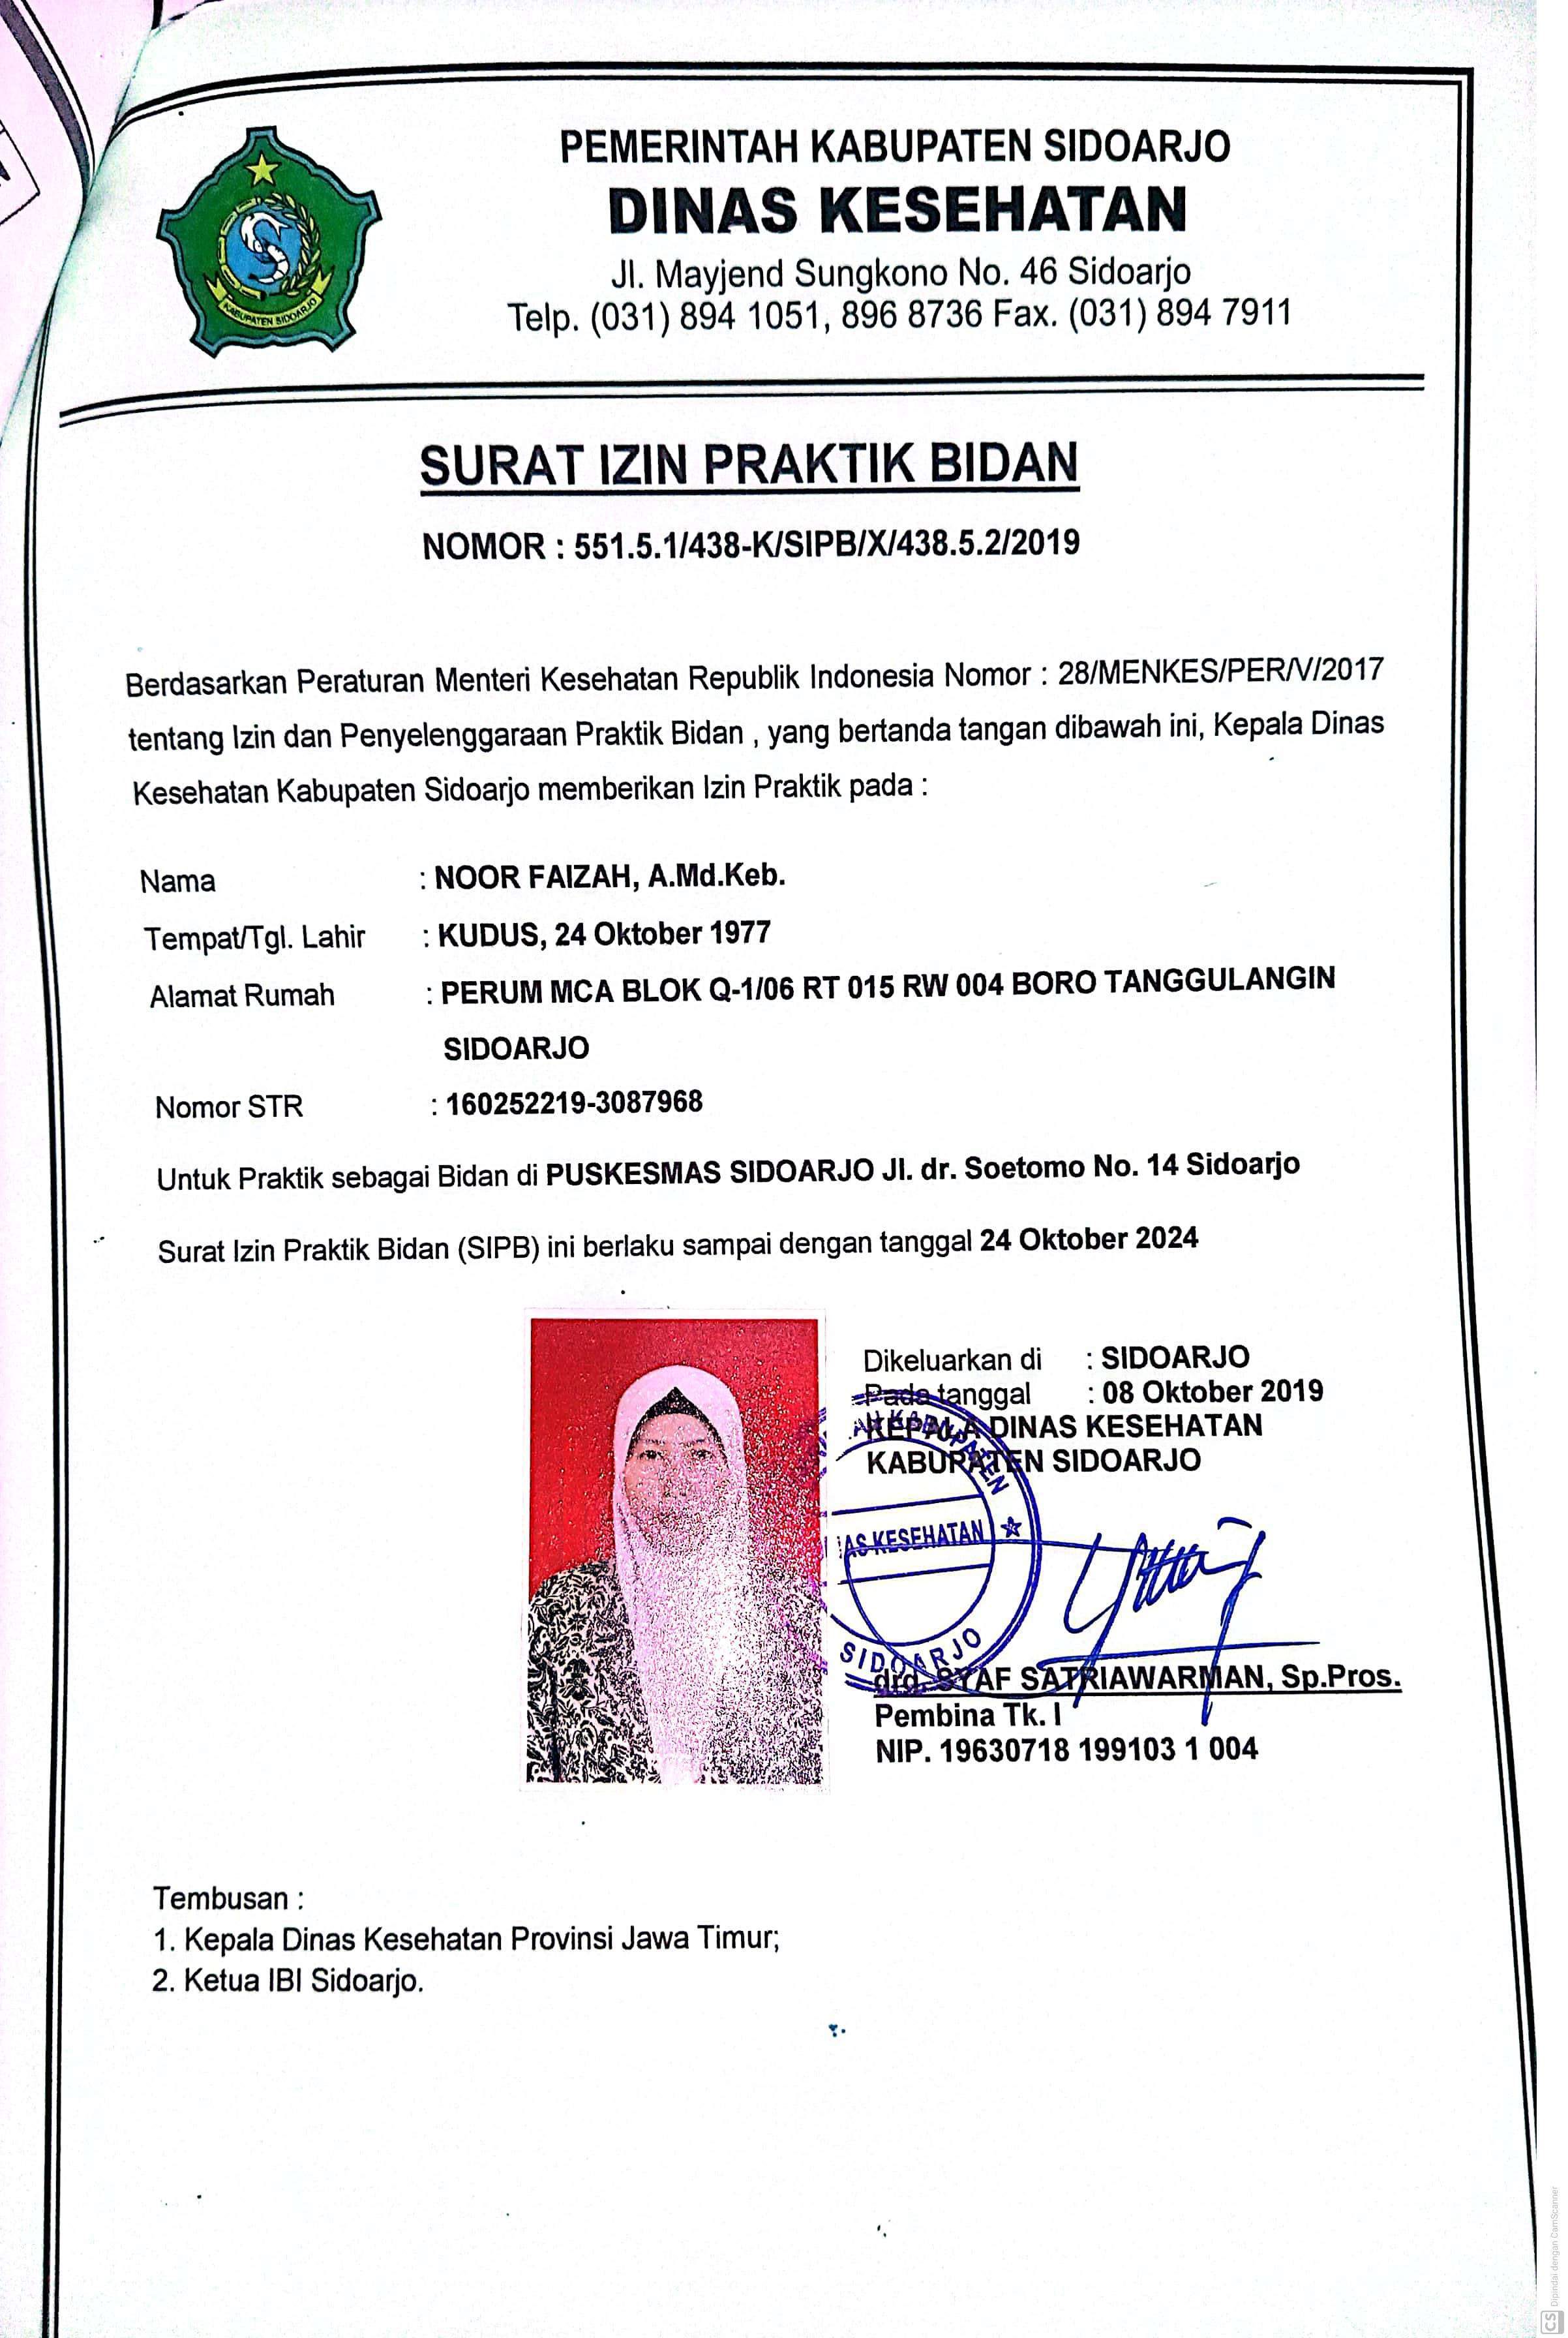 PEMERINTAH KABUPATEN SIDOARJO
DINAS KESEHATAN
Jl. Mayjend Sungkono No. 46 Sidoarjo
Telp. (031) 894 1051, 896 8736 Fax. (031) 894 7911
KABUPATEN SIDOARJO
SURAT IZIN PRAKTIK BIDAN
NOMOR : 551.5.1/438-K/SIPB/X/438.5.2/2019
Berdasarkan Peraturan Menteri Kesehatan Republik Indonesia Nomor : 28/MENKES/PER/V/2017
tentang Izin dan Penyelenggaraan Praktik Bidan , yang bertanda tangan dibawah ini, Kepala Dinas
Kesehatan Kabupaten Sidoarjo memberikan Izin Praktik pada :
Nama : NOOR FAIZAH, A.Md.Keb.
Tempat/Tgl. Lahir : KUDUS, 24 Oktober 1977
Alamat Rumah : PERUM MCA BLOK Q-1/06 RT 015 RW 004 BORO TANGGULANGIN
SIDOARJO
Nomor STR : 160252219-3087968
Untuk Praktik sebagai Bidan di PUSKESMAS SIDOARJO Jl. dr. Soetomo No. 14 Sidoarjo
Surat Izin Praktik Bidan (SIPB) ini berlaku sampai dengan tanggal 24 Oktober 2024
Dikeluarkan di : SIDOARJO
Pada tanggal : 08 Oktober 2019
KEPALA DINAS KESEHATAN
KABUPATEN SIDOARJO
AH KABUPATEN
AS KESEHATAN
SIDOARJO
drg. SYAF SATRIAWARMAN, Sp.Pros.
Pembina Tk. I
NIP. 19630718 199103 1 004
Tembusan :
1. Kepala Dinas Kesehatan Provinsi Jawa Timur;
2. Ketua IBI Sidoarjo.
CS Dipindai dengan CamScanner